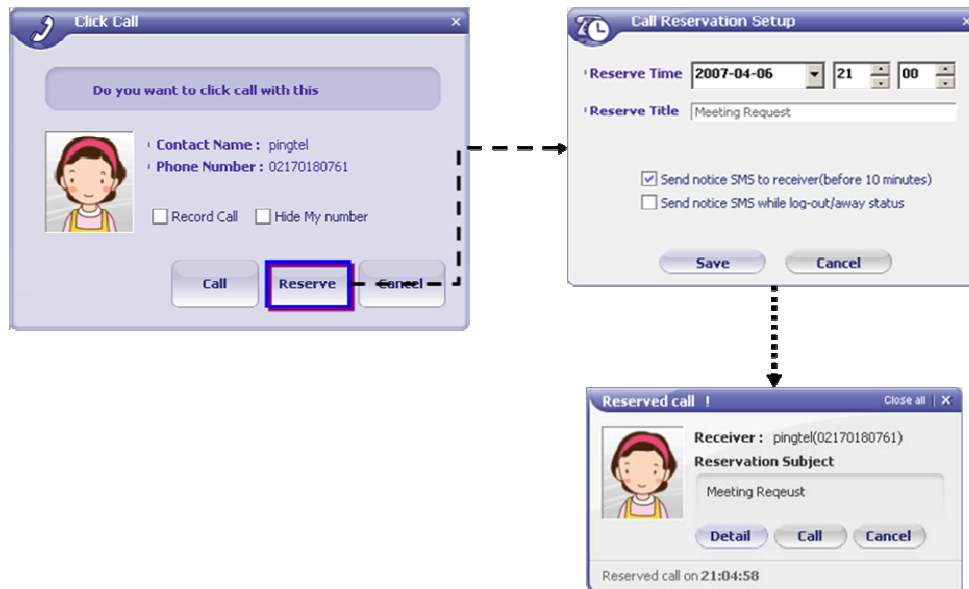 Click Call
Do you want to click call with this
Contact Name : pingtel
Phone Number : 02170180761
Record Call Hide My number
Call Reserve Cancel
Call Reservation Setup
Reserve Time 2007-04-06 21 00
Reserve Title Meeting Request
Send notice SMS to receiver(before 10 minutes)
Send notice SMS while log-out/away status
Save Cancel
Reserved call ! Close all | X
Receiver : pingtel(02170180761)
Reservation Subject
Meeting Reqeust
Detail Call Cancel
Reserved call on 21:04:58